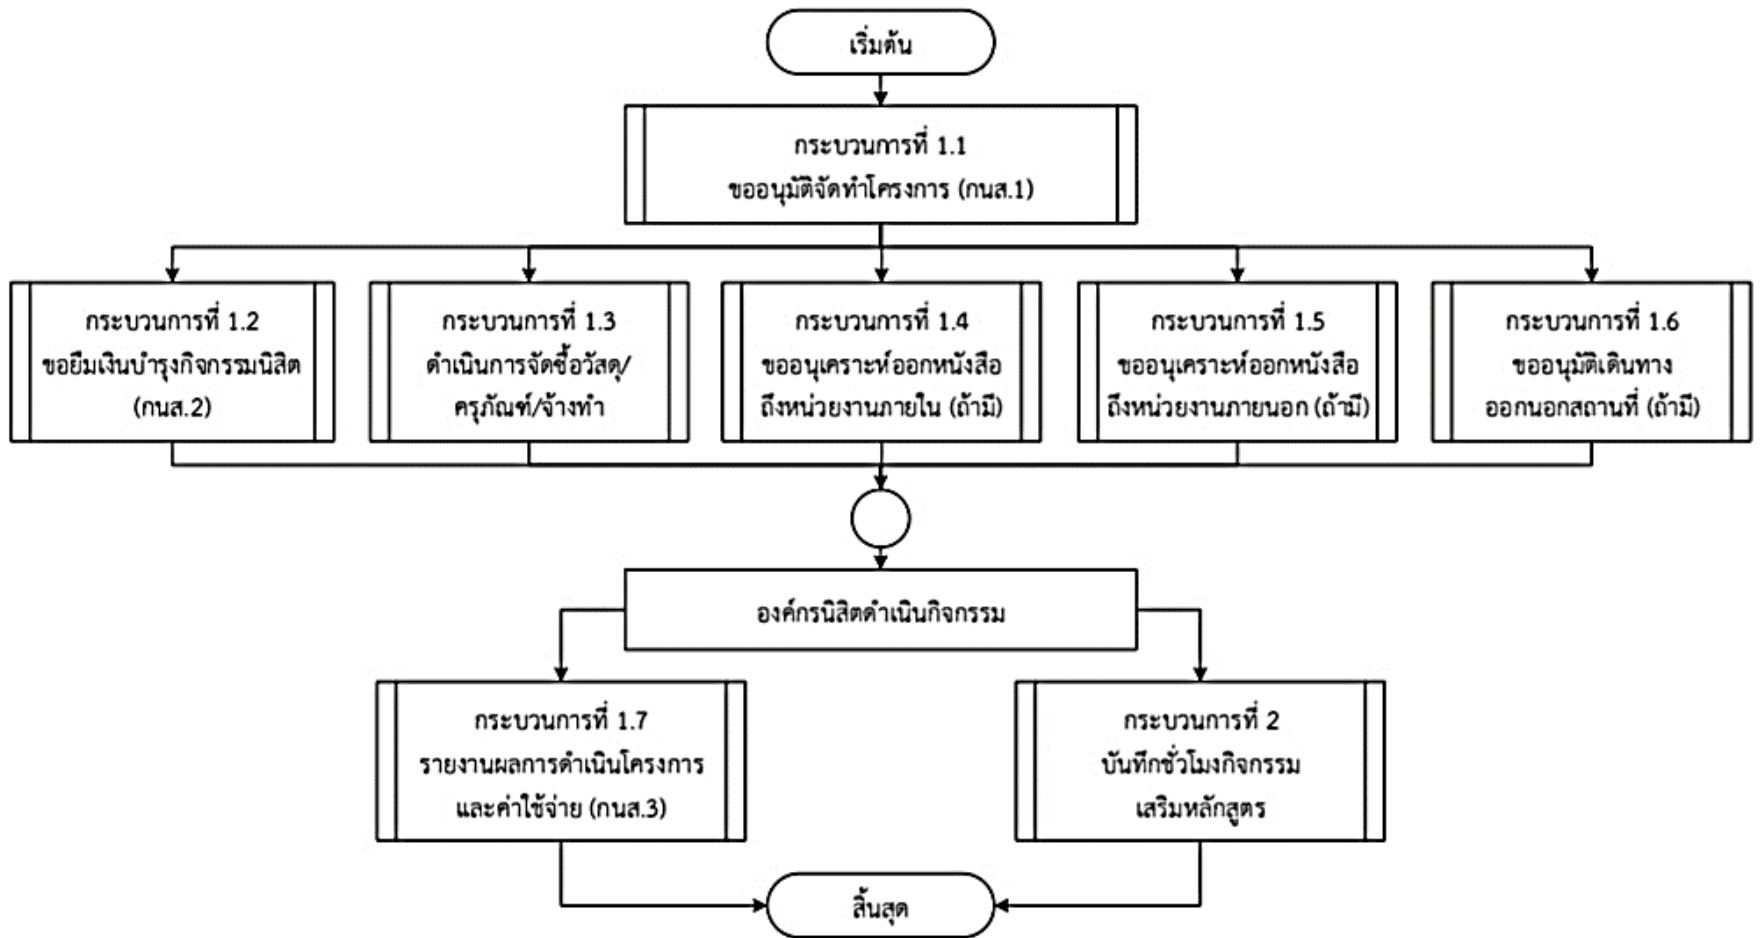 เริ่มต้น
กระบวนการที่ 1.1
ขออนุมัติจัดทำโครงการ (กนส.1)
กระบวนการที่ 1.2
ขอยืมเงินบำรุงกิจกรรมนิสิต
(กนส.2)
กระบวนการที่ 1.3
ดำเนินการจัดซื้อวัสดุ/
ครุภัณฑ์/จ้างทำ
กระบวนการที่ 1.4
ขออนุเคราะห์ออกหนังสือ
ถึงหน่วยงานภายใน (ถ้ามี)
กระบวนการที่ 1.5
ขออนุเคราะห์ออกหนังสือ
ถึงหน่วยงานภายนอก (ถ้ามี)
กระบวนการที่ 1.6
ขออนุมัติเดินทาง
ออกนอกสถานที่ (ถ้ามี)
องค์กรนิสิตดำเนินกิจกรรม
กระบวนการที่ 1.7
รายงานผลการดำเนินโครงการ
และค่าใช้จ่าย (กนส.3)
กระบวนการที่ 2
บันทึกชั่วโมงกิจกรรม
เสริมหลักสูตร
สิ้นสุด